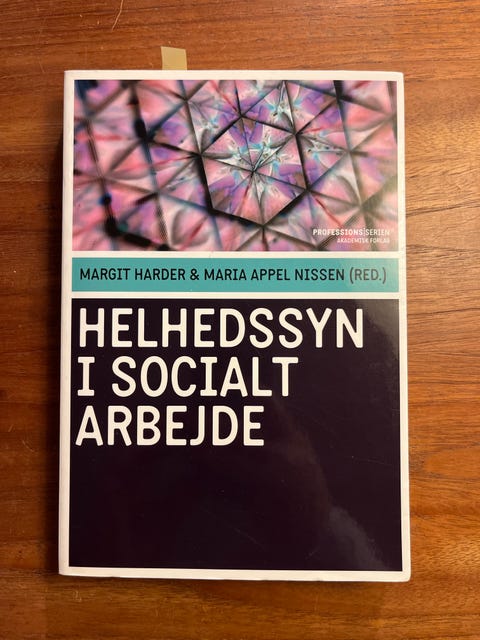 PROFESSIONS|SERIEN
AKADEMISK FORLAG
MARGIT HARDER & MARIA APPEL NISSEN (RED.)
HELHEDSSYN
I SOCIALT
ARBEJDE